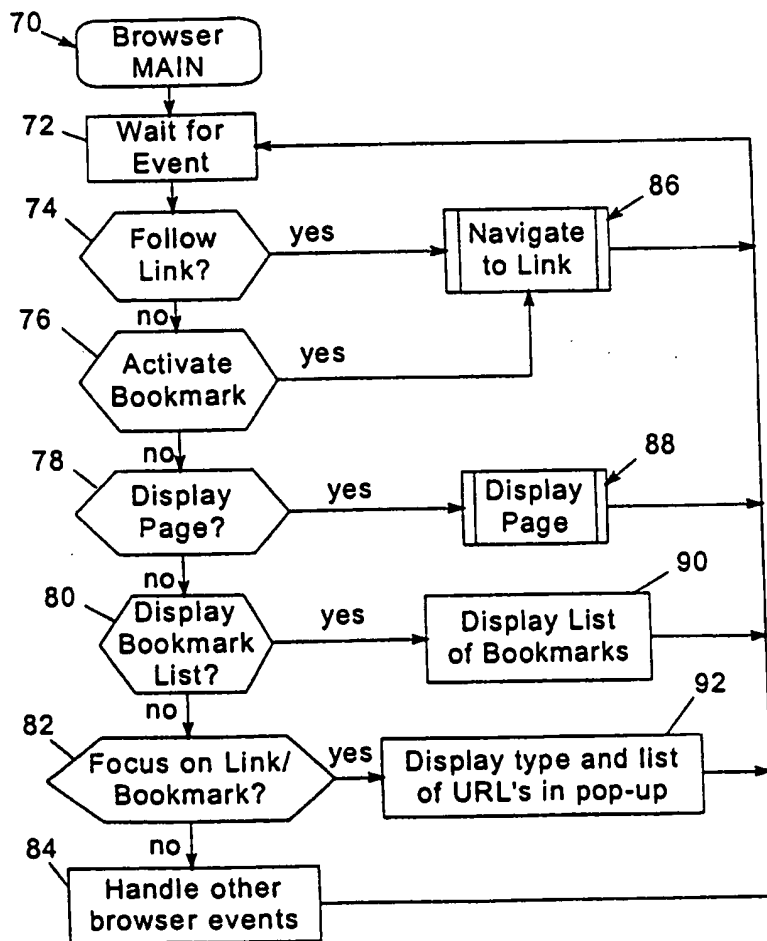 70
Browser
MAIN
72
Wait for
Event
74
Follow
Link?
yes
86
Navigate
to Link
no
76
Activate
Bookmark
yes
no
78
Display
Page?
yes
88
Display
Page
no
80
Display
Bookmark
List?
yes
90
Display List
of Bookmarks
no
82
Focus on Link/
Bookmark?
yes
92
Display type and list
of URL's in pop-up
no
84
Handle other
browser events